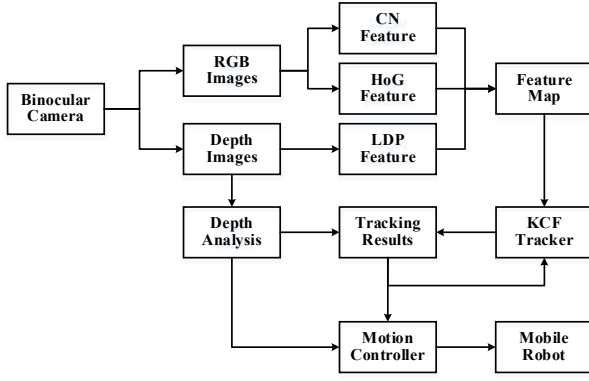 CN
Feature
RGB
Images
HoG
Feature
Feature
Map
Binocular
Camera
Depth
Images
LDP
Feature
Depth
Analysis
Tracking
Results
KCF
Tracker
Motion
Controller
Mobile
Robot